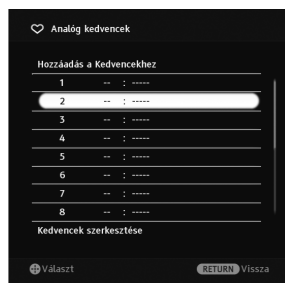 Analóg kedvencek
Hozzáadás a Kedvencekhez
1 -- : -----
2 -- : -----
3 -- : -----
4 -- : -----
5 -- : -----
6 -- : -----
7 -- : -----
8 -- : -----
Kedvencek szerkesztése
Választ RETURN Vissza